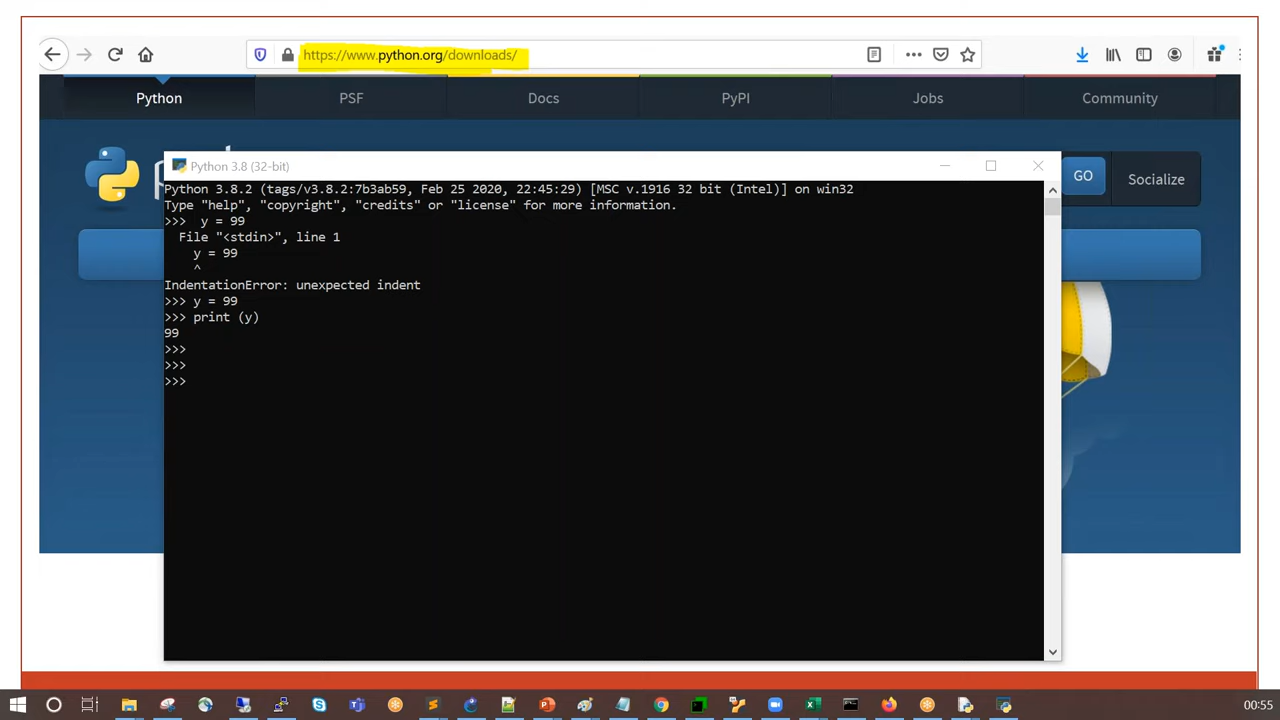 https://www.python.org/downloads/
Python PSF Docs PyPI Jobs Community
Python 3.8 (32-bit)
GO Socialize
Python 3.8.2 (tags/v3.8.2:7b3ab59, Feb 25 2020, 22:45:29) [MSC v.1916 32 bit (Intel)] on win32
Type "help", "copyright", "credits" or "license" for more information.
>>>  y = 99
  File "<stdin>", line 1
    y = 99
    ^
IndentationError: unexpected indent
>>> y = 99
>>> print (y)
99
>>>
>>>
>>>
00:55